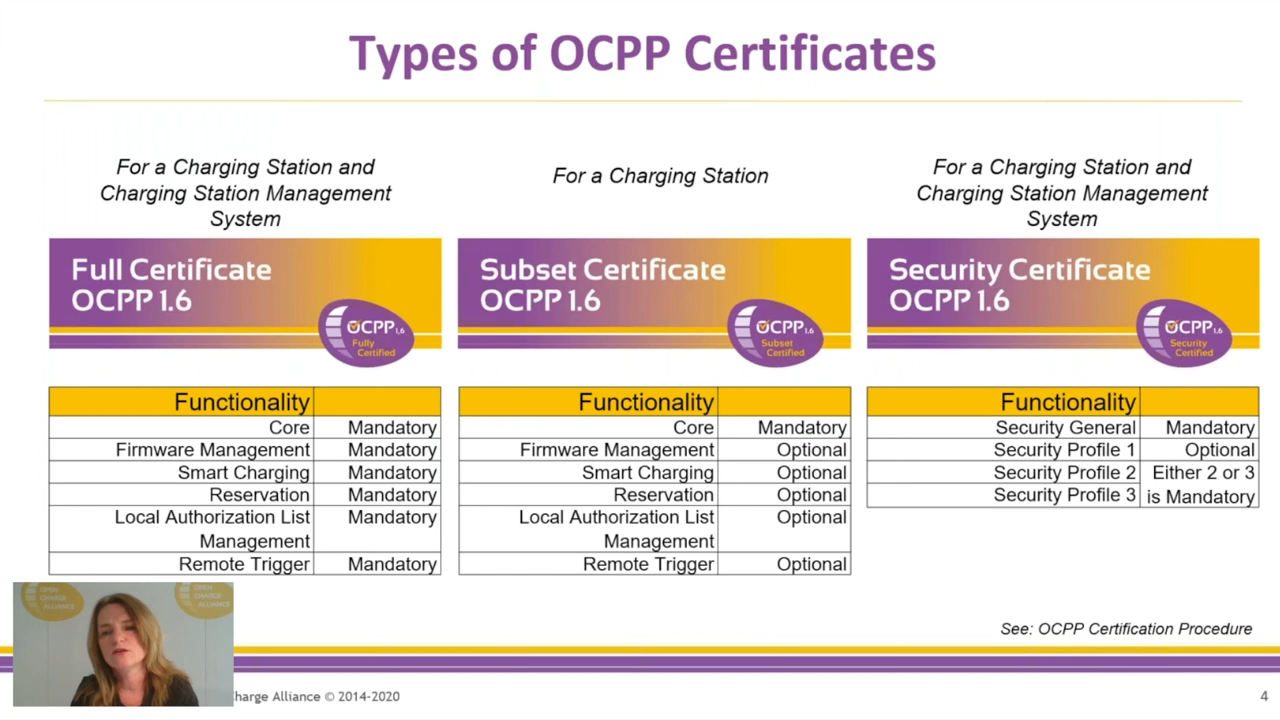 Types of OCPP Certificates
For a Charging Station and
Charging Station Management
System
Full Certificate
OCPP 1.6
OCPP 1.6
Fully
Certified
Functionality
Core Mandatory
Firmware Management Mandatory
Smart Charging Mandatory
Reservation Mandatory
Local Authorization List Mandatory
Management
Remote Trigger Mandatory
For a Charging Station
Subset Certificate
OCPP 1.6
OCPP 1.6
Subset
Certified
Functionality
Core Mandatory
Firmware Management Optional
Smart Charging Optional
Reservation Optional
Local Authorization List Optional
Management
Remote Trigger Optional
For a Charging Station and
Charging Station Management
System
Security Certificate
OCPP 1.6
OCPP 1.6
Security
Certified
Functionality
Security General Mandatory
Security Profile 1 Optional
Security Profile 2 Either 2 or 3
Security Profile 3 is Mandatory
See: OCPP Certification Procedure
OPEN
CHARGE
ALLIANCE
CHARGE
ALLIANCE
Charge Alliance © 2014-2020
4